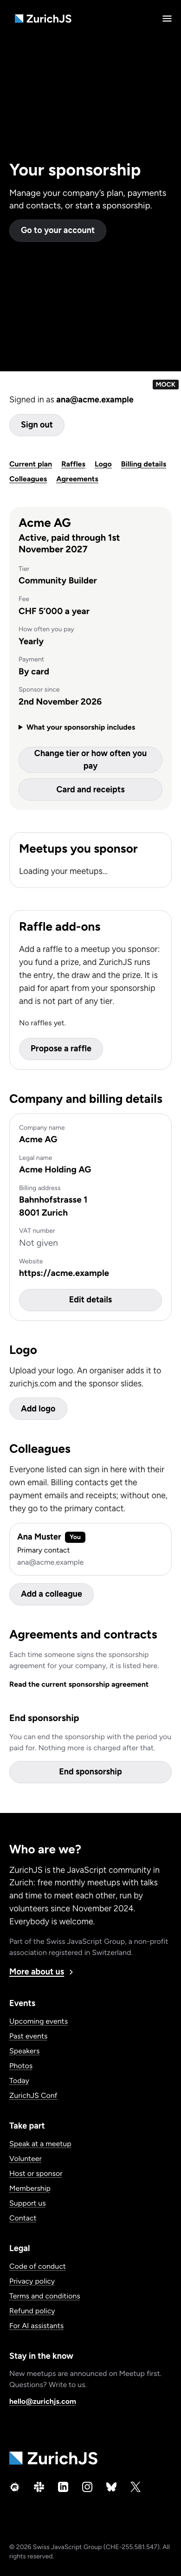 ZurichJS
Your sponsorship
Manage your company’s plan, payments
and contacts, or start a sponsorship.
Go to your account
MOCK
Signed in as ana@acme.example
Sign out
Current plan Raffles Logo Billing details
Colleagues Agreements
Acme AG
Active, paid through 1st
November 2027
Tier
Community Builder
Fee
CHF 5’000 a year
How often you pay
Yearly
Payment
By card
Sponsor since
2nd November 2026
What your sponsorship includes
Change tier or how often you
pay
Card and receipts
Meetups you sponsor
Loading your meetups…
Raffle add-ons
Add a raffle to a meetup you sponsor:
you fund a prize, and ZurichJS runs
the entry, the draw and the prize. It is
paid for apart from your sponsorship
and is not part of any tier.
No raffles yet.
Propose a raffle
Company and billing details
Company name
Acme AG
Legal name
Acme Holding AG
Billing address
Bahnhofstrasse 1
8001 Zurich
VAT number
Not given
Website
https://acme.example
Edit details
Logo
Upload your logo. An organiser adds it to
zurichjs.com and the sponsor slides.
Add logo
Colleagues
Everyone listed can sign in here with their
own email. Billing contacts get the
payment emails and receipts; without one,
they go to the primary contact.
Ana Muster You
Primary contact
ana@acme.example
Add a colleague
Agreements and contracts
Each time someone signs the sponsorship
agreement for your company, it is listed here.
Read the current sponsorship agreement
End sponsorship
You can end the sponsorship with the period you
paid for. Nothing more is charged after that.
End sponsorship
Who are we?
ZurichJS is the JavaScript community in
Zurich: free monthly meetups with talks
and time to meet each other, run by
volunteers since November 2024.
Everybody is welcome.
Part of the Swiss JavaScript Group, a non-profit
association registered in Switzerland.
More about us
Events
Upcoming events
Past events
Speakers
Photos
Today
ZurichJS Conf
Take part
Speak at a meetup
Volunteer
Host or sponsor
Membership
Support us
Contact
Legal
Code of conduct
Privacy policy
Terms and conditions
Refund policy
For AI assistants
Stay in the know
New meetups are announced on Meetup first.
Questions? Write to us.
hello@zurichjs.com
ZurichJS
© 2026 Swiss JavaScript Group (CHE-255.581.547). All
rights reserved.